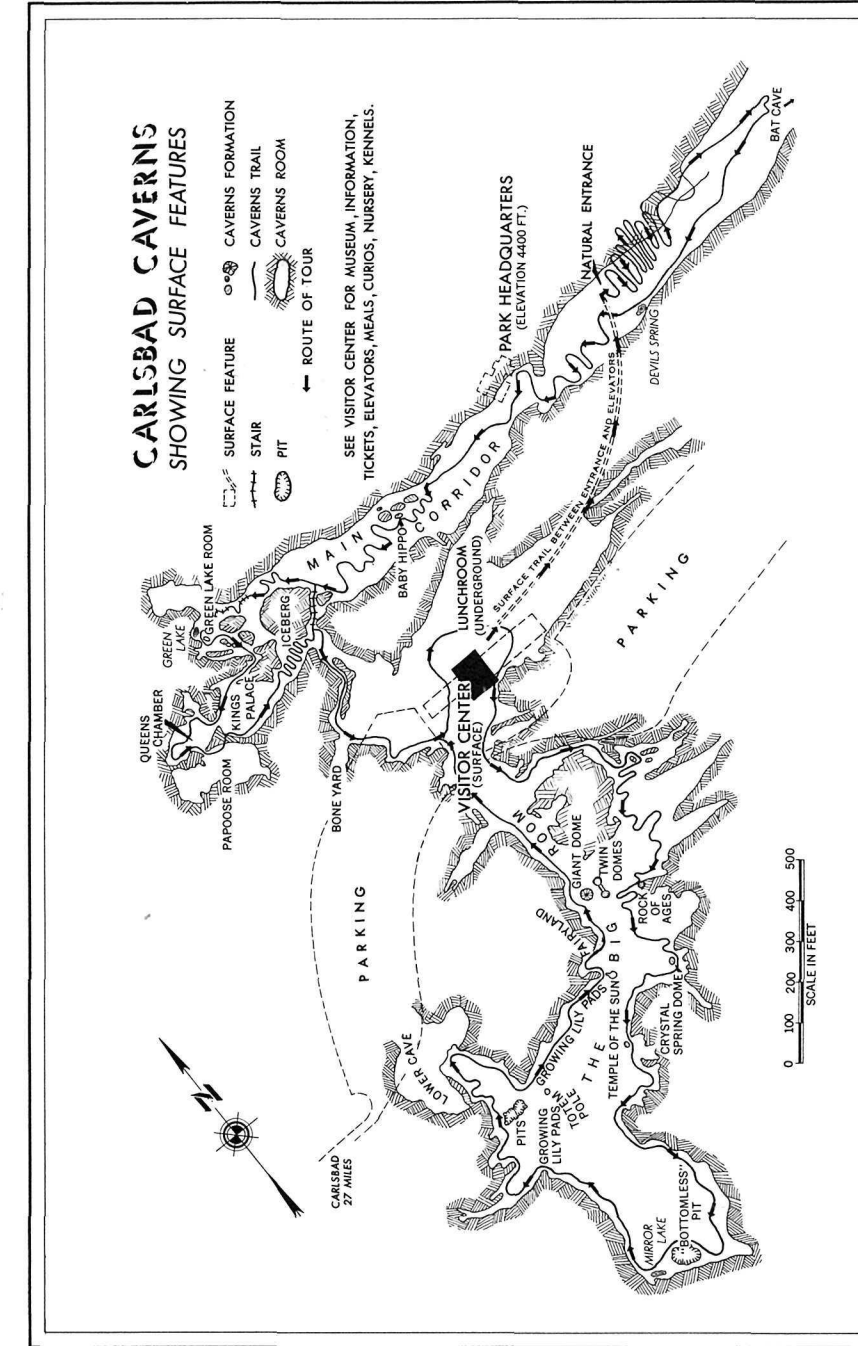 CARLSBAD CAVERNS
SHOWING SURFACE FEATURES
SURFACE FEATURE
STAIR
PIT
CAVERNS FORMATION
CAVERNS TRAIL
CAVERNS ROOM
ROUTE OF TOUR
SEE VISITOR CENTER FOR MUSEUM, INFORMATION,
TICKETS, ELEVATORS, MEALS, CURIOS, NURSERY, KENNELS.
N
CARLSBAD
27 MILES
PARKING
LOWER CAVE
PITS
GROWING
LILY PADS
TOTEM
POLE
GROWING LILY PADS
MIRROR
LAKE
"BOTTOMLESS"
PIT
THE
BIG
ROOM
TEMPLE OF THE SUN
CRYSTAL
SPRING DOME
FAIRYLAND
GIANT DOME
TWIN
DOMES
ROCK
OF
AGES
VISITOR CENTER
(SURFACE)
BONE YARD
PAPOOSE ROOM
QUEENS
CHAMBER
KINGS
PALACE
GREEN
LAKE
GREEN LAKE ROOM
ICEBERG
MAIN
CORRIDOR
BABY HIPPO
LUNCHROOM
(UNDERGROUND)
SURFACE TRAIL BETWEEN ENTRANCE AND ELEVATORS
PARKING
PARK HEADQUARTERS
(ELEVATION 4400 FT.)
NATURAL ENTRANCE
DEVILS SPRING
BAT CAVE
0 100 200 300 400 500
SCALE IN FEET